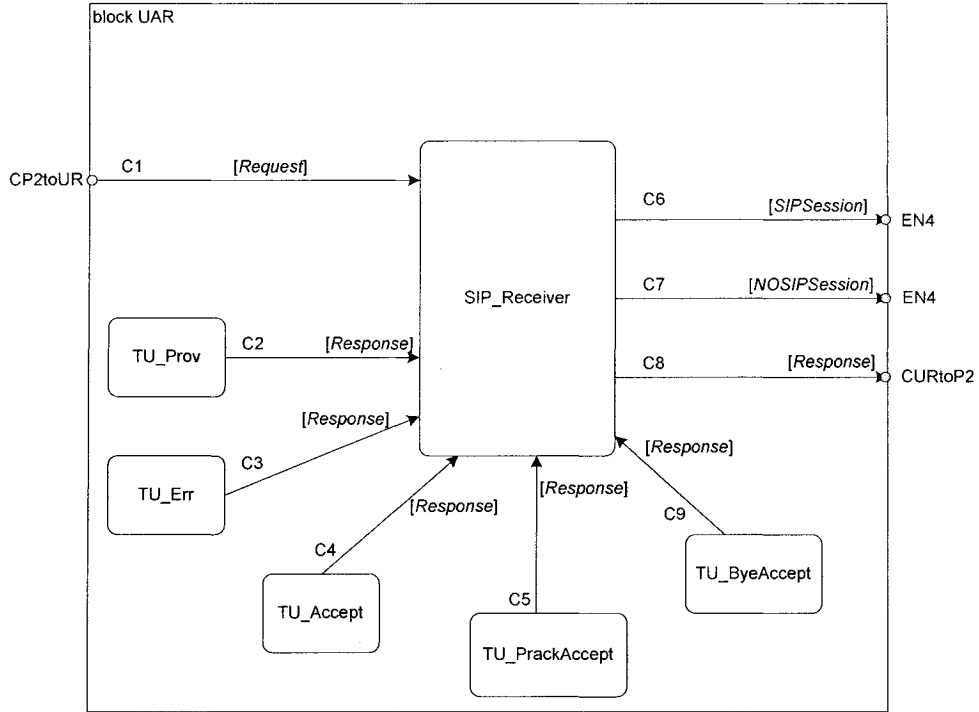 block UAR
CP2toUR
C1
[Request]
C6
[SIPSession]
EN4
SIP_Receiver
C7
[NOSIPSession]
EN4
TU_Prov
C2
[Response]
C8
[Response]
CURtoP2
[Response]
C3
TU_Err
[Response]
C4
TU_Accept
[Response]
C5
TU_PrackAccept
[Response]
C9
TU_ByeAccept